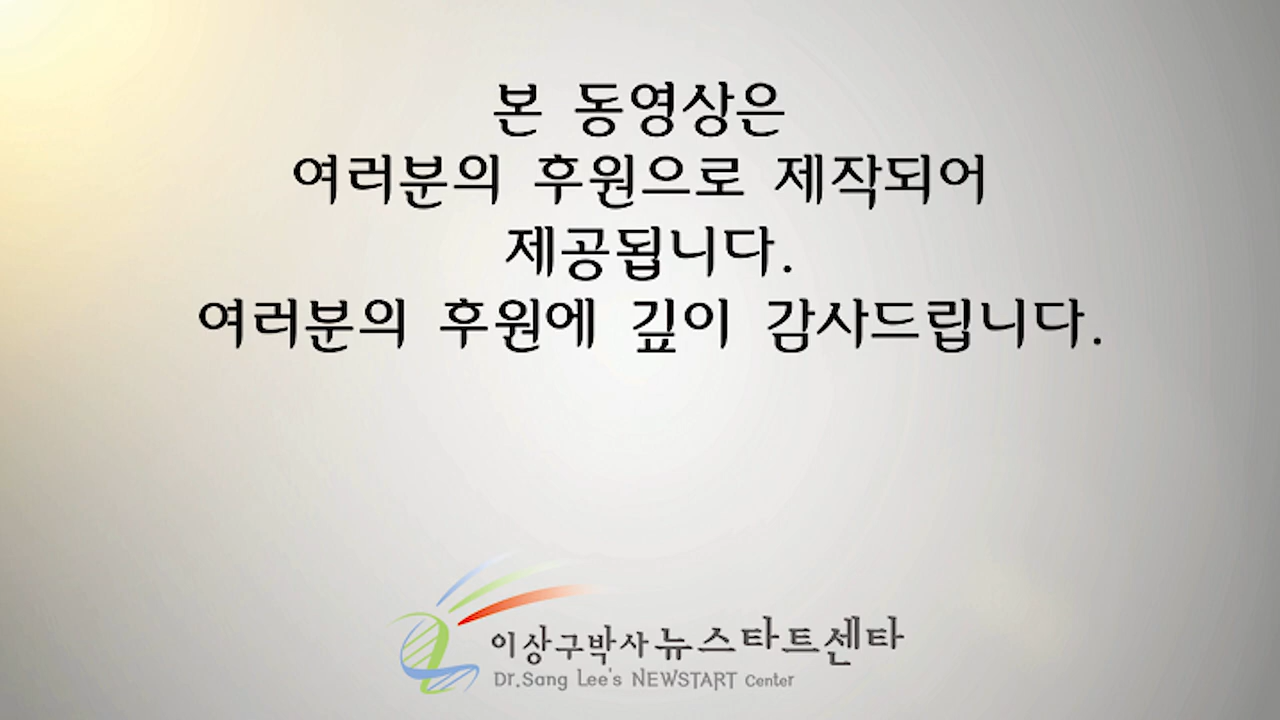 본 동영상은
여러분의 후원으로 제작되어
제공됩니다.
여러분의 후원에 깊이 감사드립니다.
이상구박사 뉴스타트센타
Dr.Sang Lee's NEWSTART Center